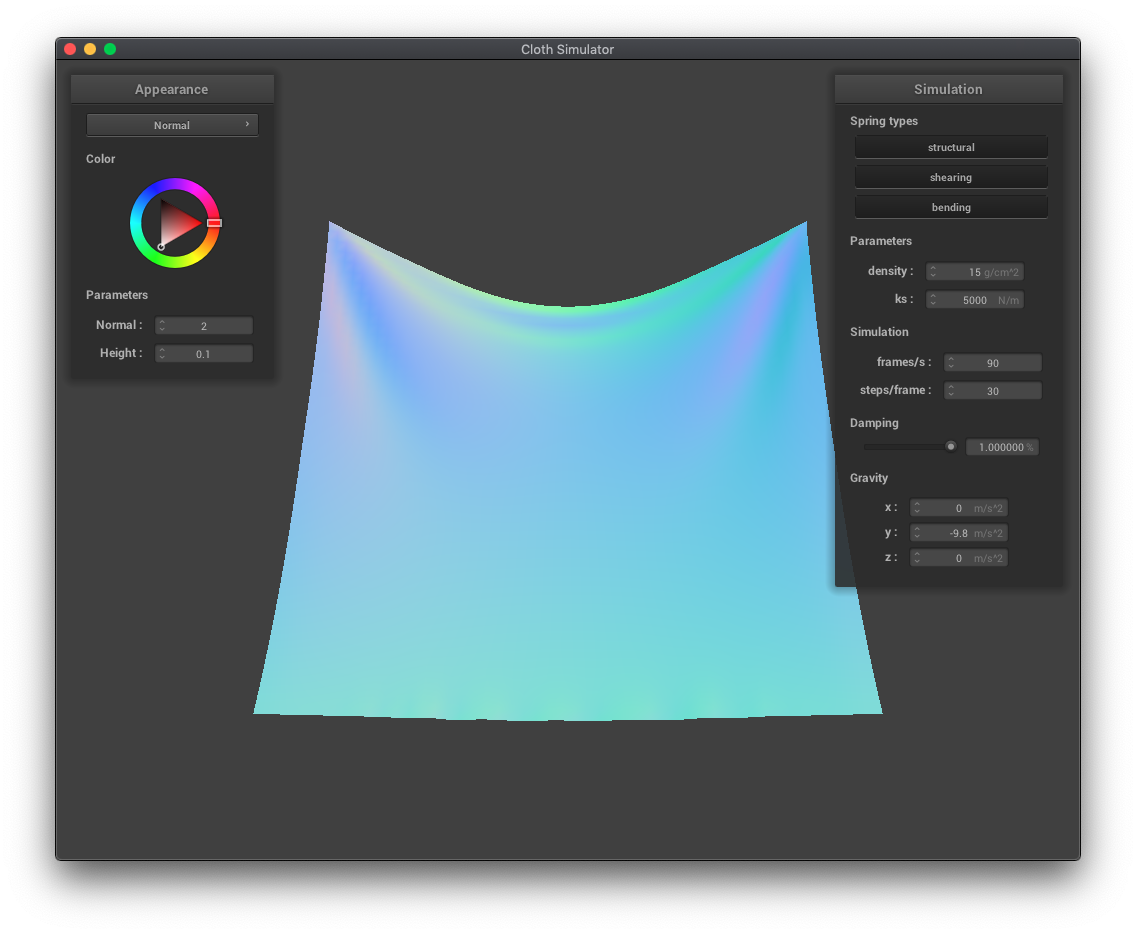 Cloth Simulator
Appearance
Normal ›
Color
Parameters
Normal : 2
Height : 0.1
Simulation
Spring types
structural
shearing
bending
Parameters
density : 15 g/cm^2
ks : 5000 N/m
Simulation
frames/s : 90
steps/frame : 30
Damping
1.000000 %
Gravity
x : 0 m/s^2
y : -9.8 m/s^2
z : 0 m/s^2